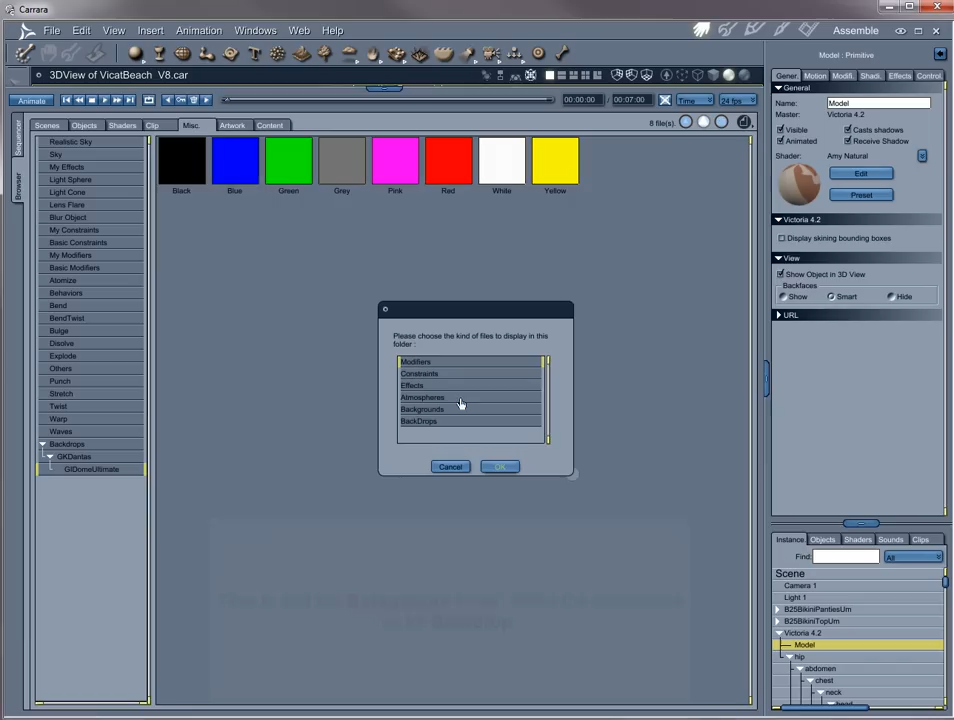 Carrara
File Edit View Insert Animation Windows Web Help Assemble
3DView of VicatBeach V8.car
Model : Primitive
Gener. Motion Modifi. Shadi. Effects Control
Animate 00:00:00 / 00:07:00 Time 24 fps
General
Name: Model
Master: Victoria 4.2
Visible Casts shadows
Animated Receive Shadow
Shader: Amy Natural
Edit
Preset
Victoria 4.2
Display skining bounding boxes
View
Show Object in 3D View
Backfaces
Show Smart Hide
URL
Sequencer
Browser
Scenes Objects Shaders Clip Misc. Artwork Content 8 file(s).
Realistic Sky
Sky
My Effects
Light Sphere
Light Cone
Lens Flare
Blur Object
My Constraints
Basic Constraints
My Modifiers
Basic Modifiers
Atomize
Behaviors
Bend
BendTwist
Bulge
Disolve
Explode
Others
Punch
Stretch
Twist
Warp
Waves
Backdrops
GKDantas
GIDomeUltimate
Black Blue Green Grey Pink Red White Yellow
Please choose the kind of files to display in this
folder :
Modifiers
Constraints
Effects
Atmospheres
Backgrounds
BackDrops
Cancel OK
Instance Objects Shaders Sounds Clips
Find: All
Scene
Camera 1
Light 1
B25BikiniPantiesUm
B25BikiniTopUm
Victoria 4.2
Model
hip
abdomen
chest
neck
head